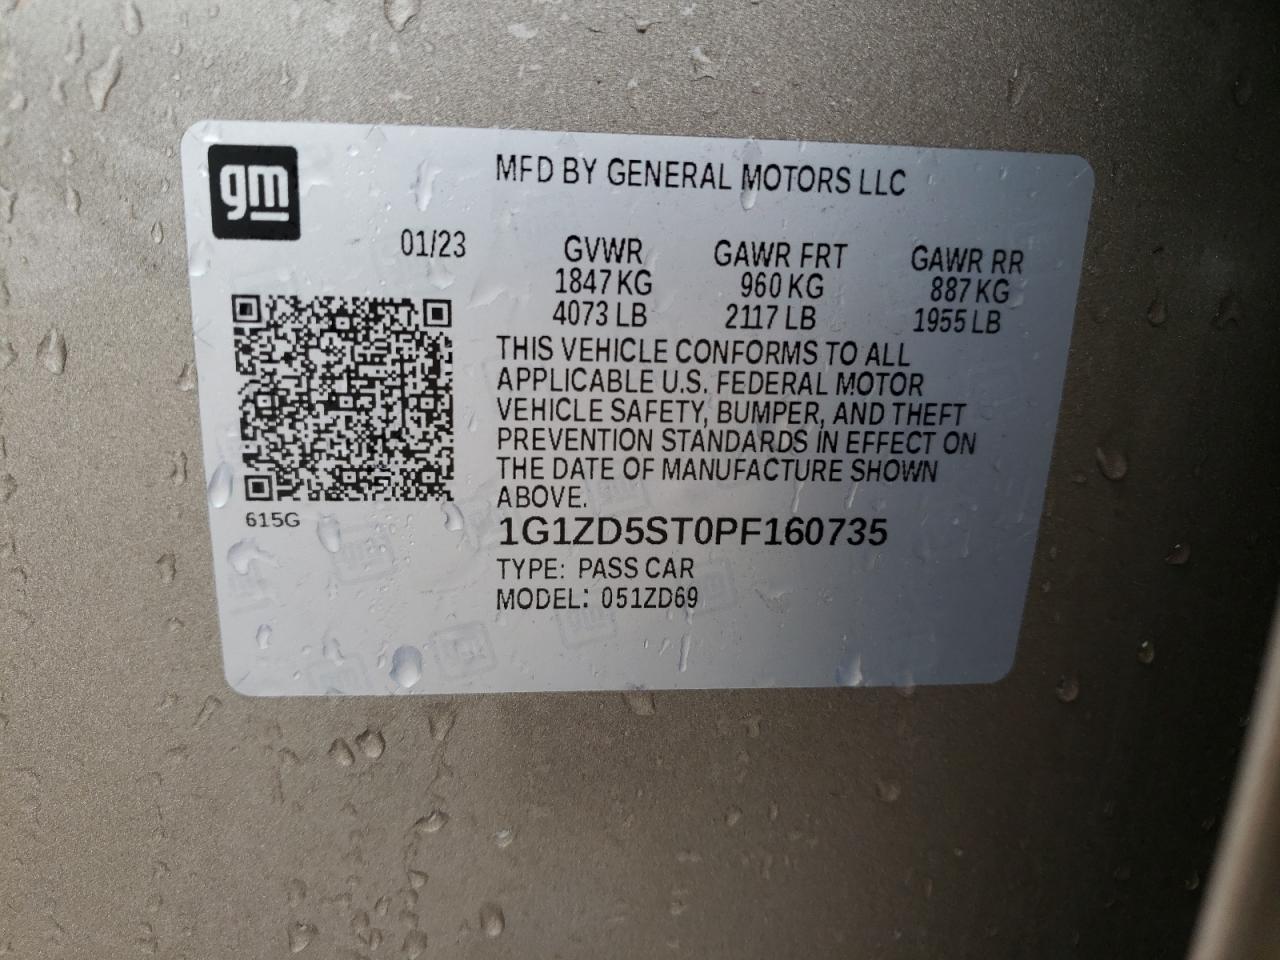 gm
MFD BY GENERAL MOTORS LLC
01/23
GVWR GAWR FRT GAWR RR
1847 KG 960 KG 887 KG
4073 LB 2117 LB 1955 LB
THIS VEHICLE CONFORMS TO ALL
APPLICABLE U.S. FEDERAL MOTOR
VEHICLE SAFETY, BUMPER, AND THEFT
PREVENTION STANDARDS IN EFFECT ON
THE DATE OF MANUFACTURE SHOWN
ABOVE.
615G
1G1ZD5ST0PF160735
TYPE: PASS CAR
MODEL: 051ZD69